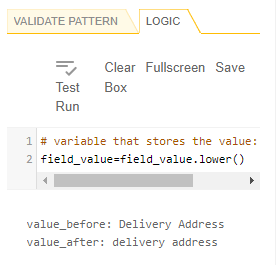 VALIDATE PATTERN
LOGIC
Test Run
Clear Box
Fullscreen
Save
1 # variable that stores the value:
2 field_value=field_value.lower()
value_before: Delivery Address
value_after: delivery address